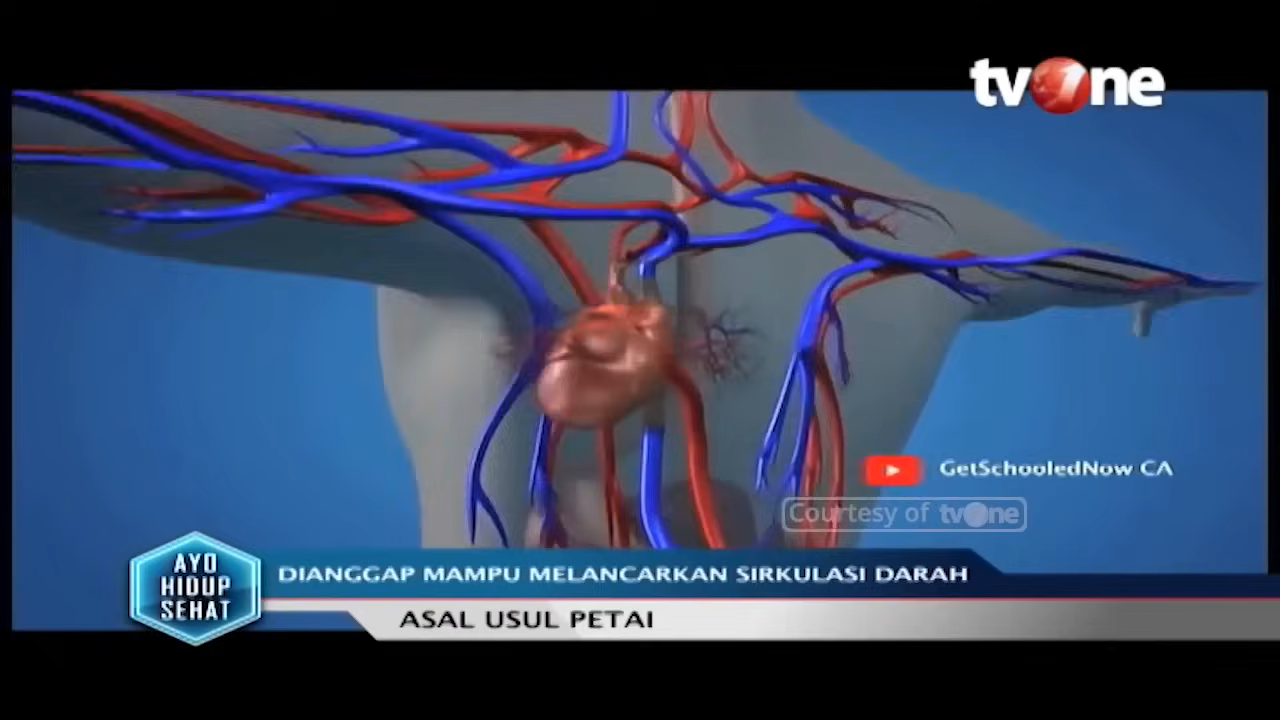 tvOne
GetSchooledNow CA
Courtesy of tvOne
AYO
HIDUP
SEHAT
DIANGGAP MAMPU MELANCARKAN SIRKULASI DARAH
ASAL USUL PETAI